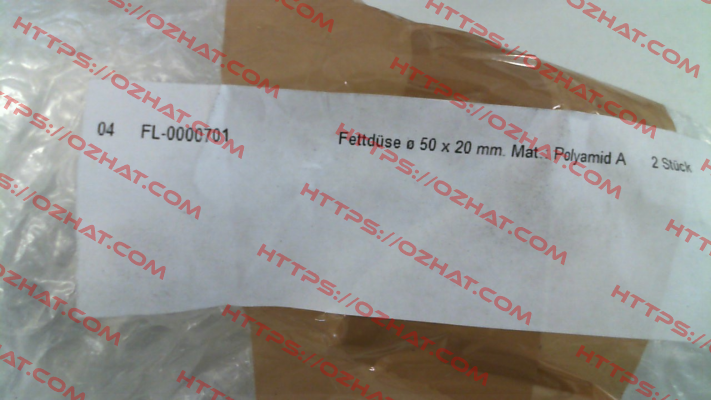 04 FL-0000701 Fettdüse ø 50 x 20 mm. Mat.: Polyamid A 2 Stück
HTTPS://OZHAT.COM